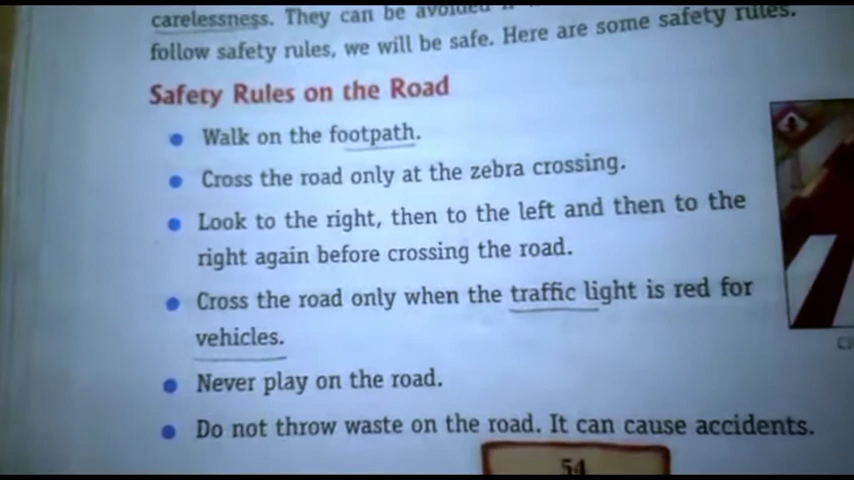 carelessness. They can be avoided
follow safety rules, we will be safe. Here are some safety rules.
Safety Rules on the Road
• Walk on the footpath.
• Cross the road only at the zebra crossing.
• Look to the right, then to the left and then to the
right again before crossing the road.
• Cross the road only when the traffic light is red for
vehicles.
• Never play on the road.
• Do not throw waste on the road. It can cause accidents.
54